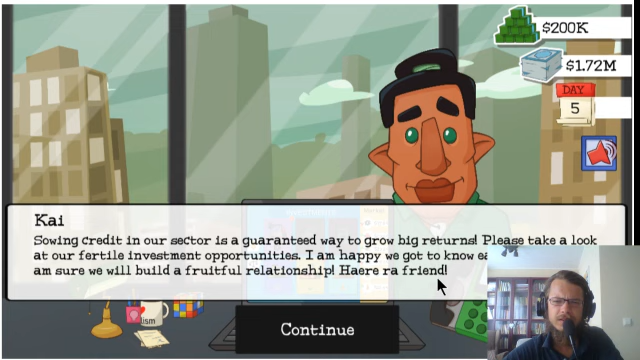 $200K
$1.72M
DAY
5
Kai
Sowing credit in our sector is a guaranteed way to grow big returns! Please take a look
at our fertile investment opportunities. I am happy we got to know
am sure we will build a fruitful relationship! Haere ra friend!
lism
Continue